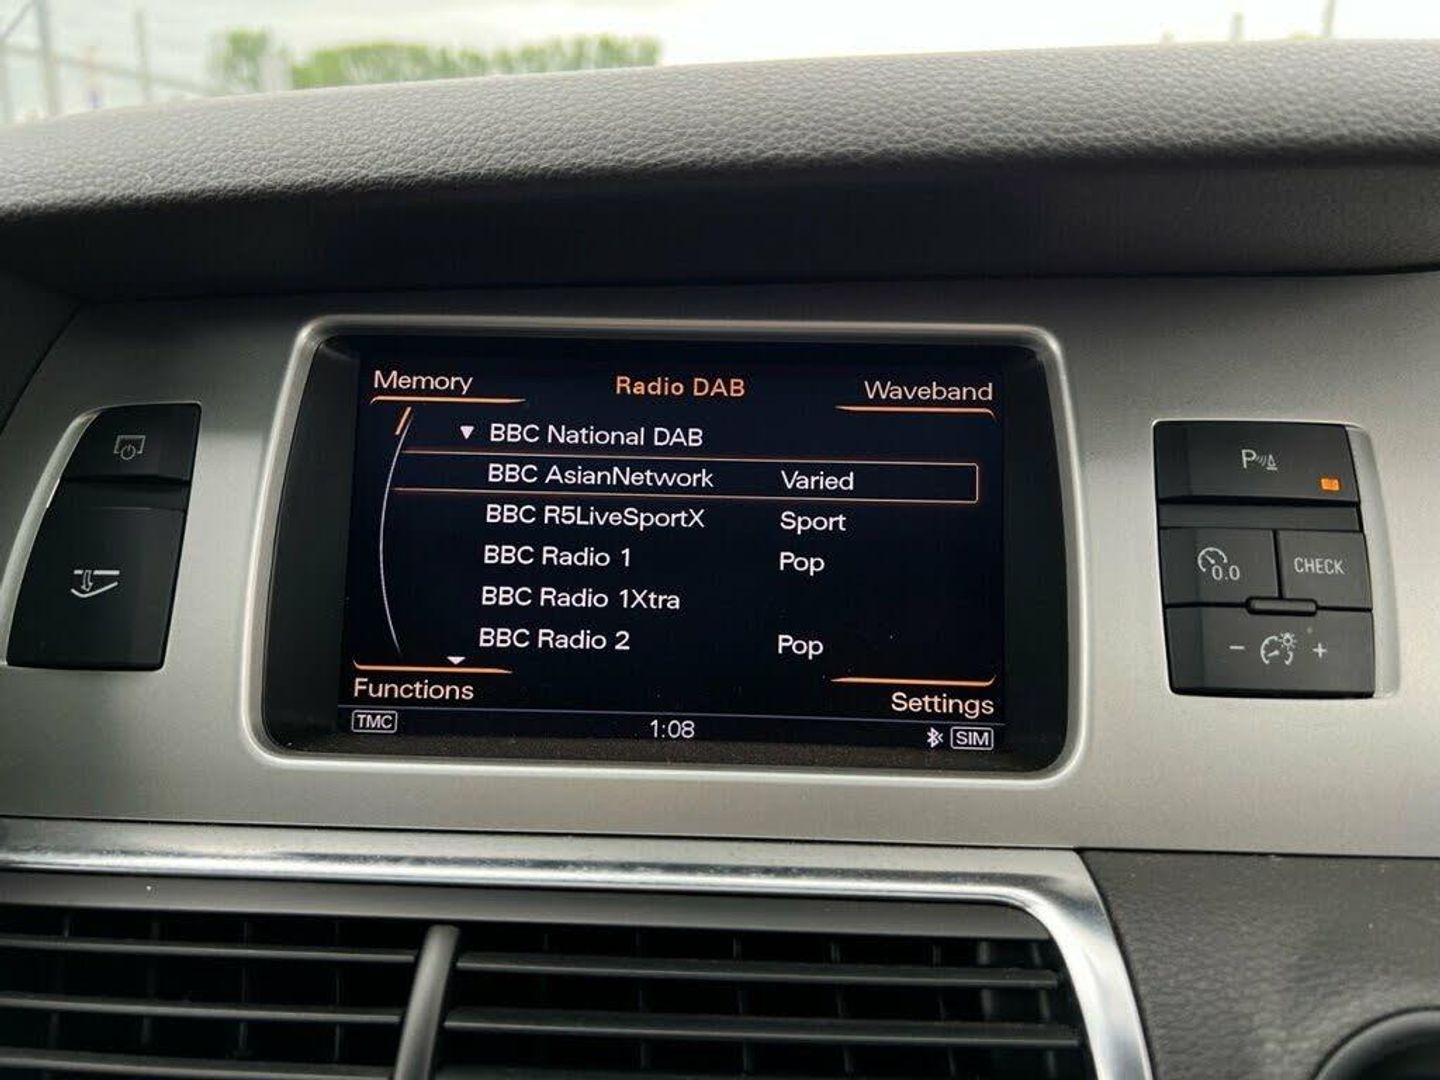 Memory Radio DAB Waveband
▼ BBC National DAB
BBC AsianNetwork Varied
BBC R5LiveSportX Sport
BBC Radio 1 Pop
BBC Radio 1Xtra
BBC Radio 2 Pop
Functions Settings
TMC 1:08 SIM
P
0.0 CHECK
− +